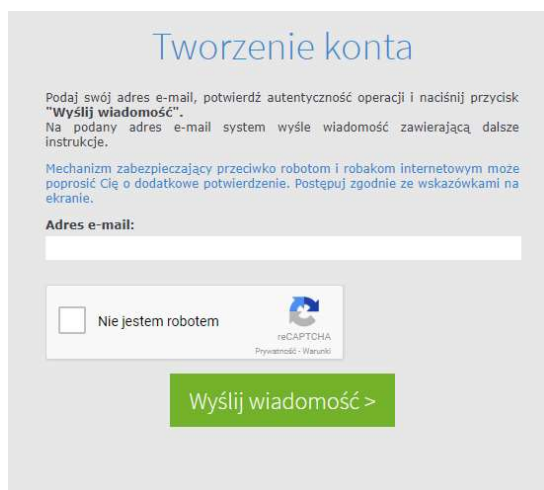 Tworzenie konta
Podaj swój adres e-mail, potwierdź autentyczność operacji i naciśnij przycisk
"Wyślij wiadomość".
Na podany adres e-mail system wyśle wiadomość zawierającą dalsze
instrukcje.
Mechanizm zabezpieczający przeciwko robotom i robakom internetowym może
poprosić Cię o dodatkowe potwierdzenie. Postępuj zgodnie ze wskazówkami na
ekranie.
Adres e-mail:
Nie jestem robotem
reCAPTCHA
Prywatność - Warunki
Wyślij wiadomość >